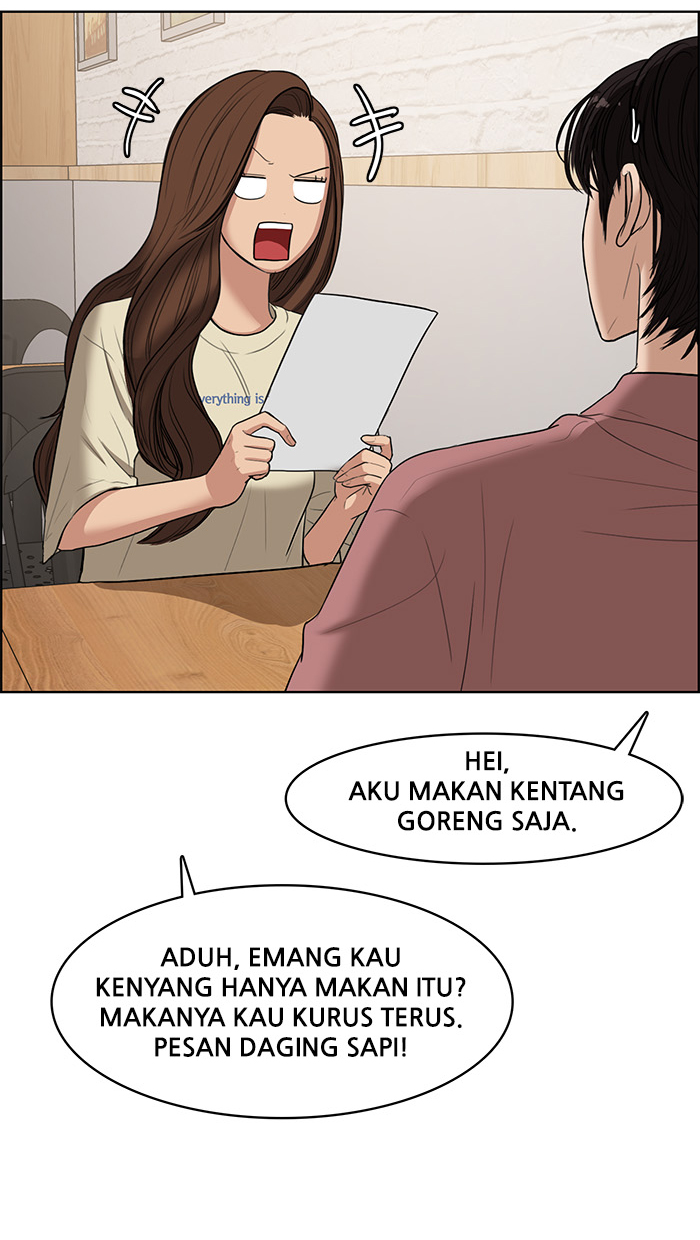 verything is
HEI,
AKU MAKAN KENTANG
GORENG SAJA.
ADUH, EMANG KAU
KENYANG HANYA MAKAN ITU?
MAKANYA KAU KURUS TERUS.
PESAN DAGING SAPI!